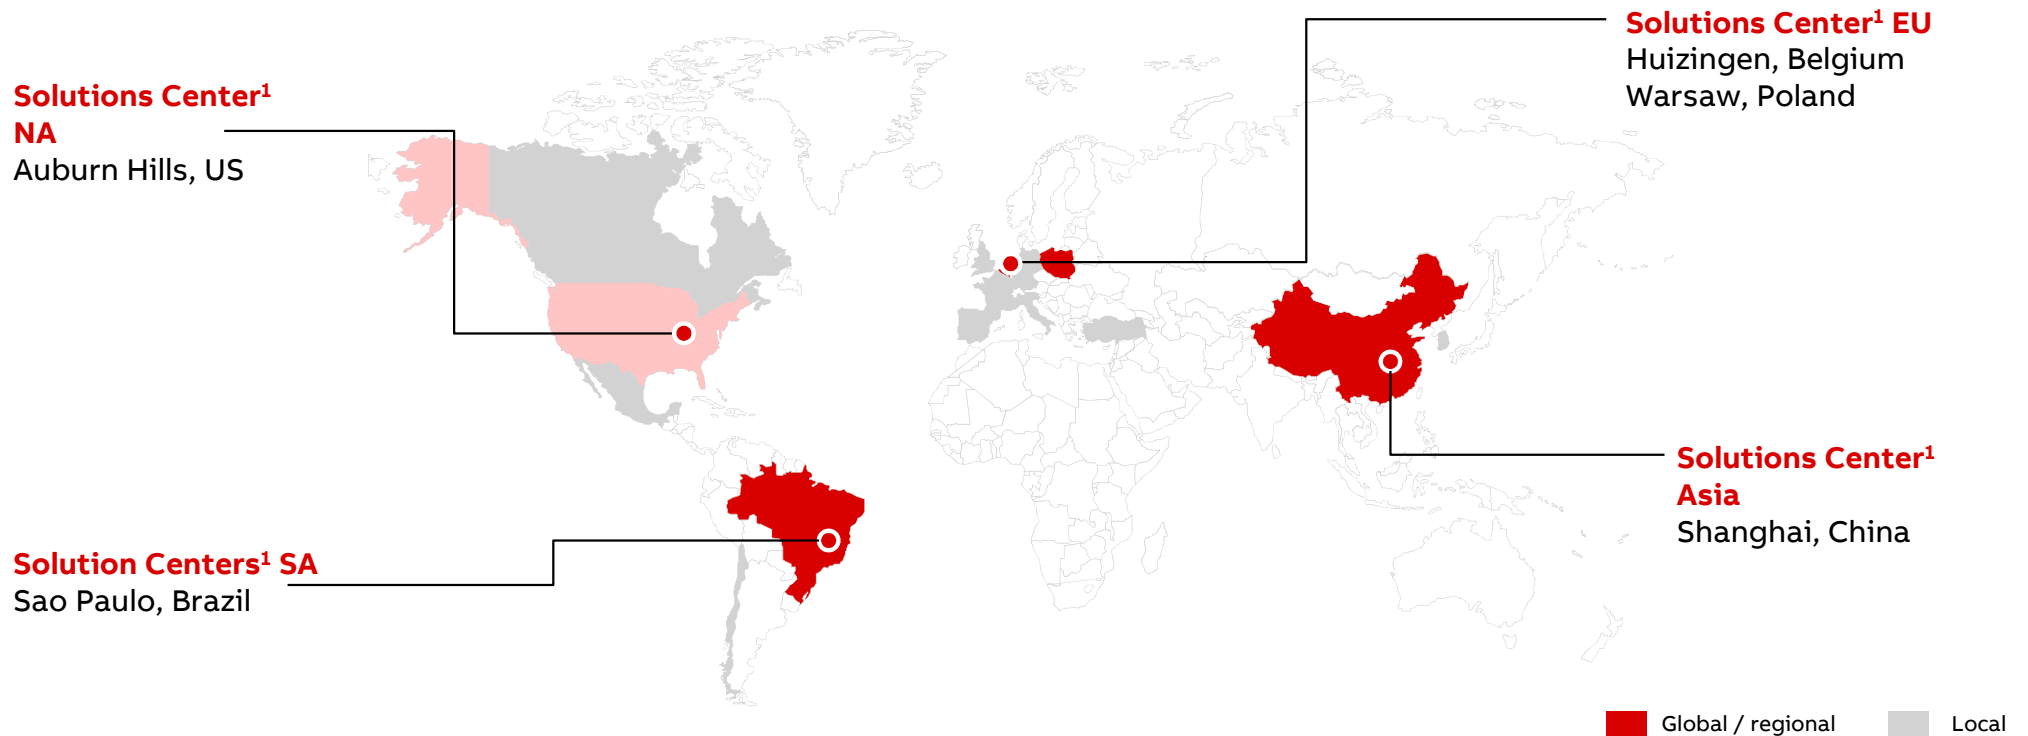 Solutions Center¹ EU
Huizingen, Belgium
Warsaw, Poland
Solutions Center¹
NA
Auburn Hills, US
Solutions Center¹
Asia
Shanghai, China
Solution Centers¹ SA
Sao Paulo, Brazil
Global / regional
Local